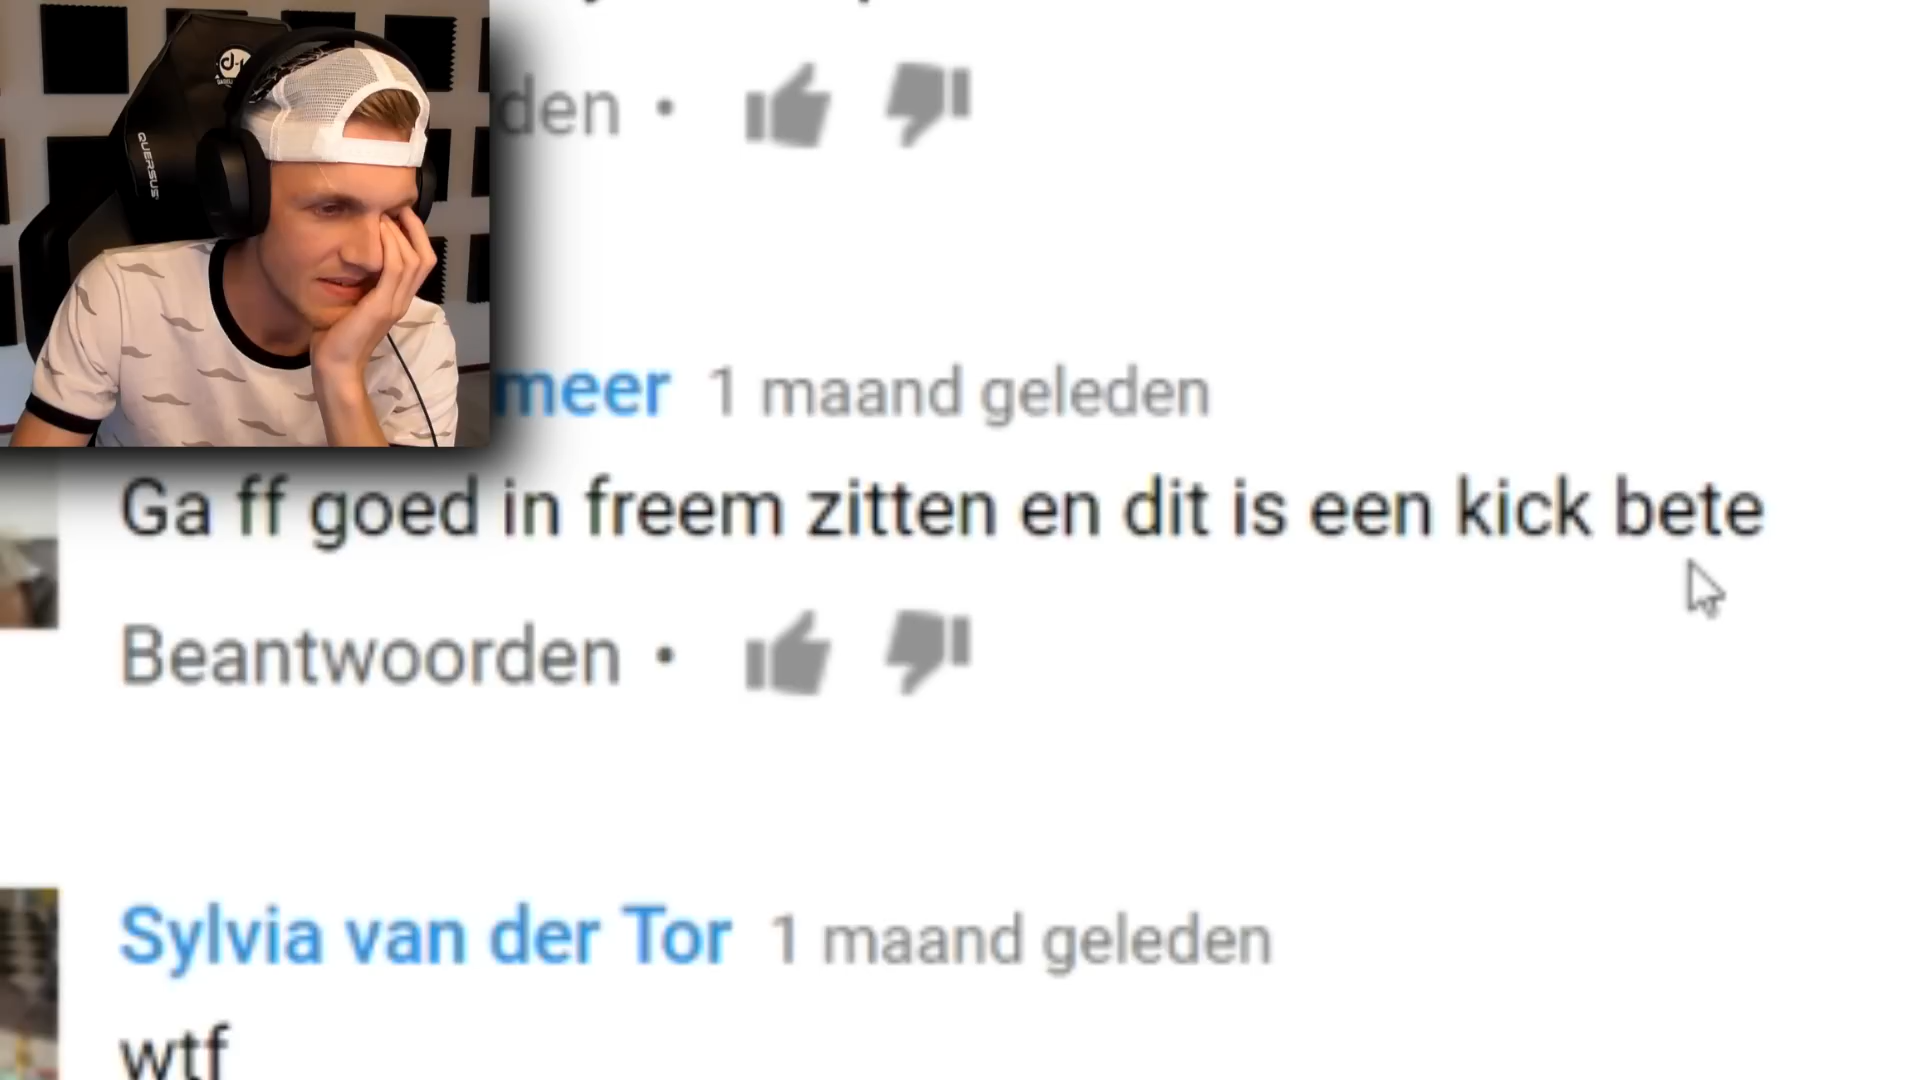 QUERSUS
den •
meer 1 maand geleden
Ga ff goed in freem zitten en dit is een kick bete
Beantwoorden •
Sylvia van der Tor 1 maand geleden
wtf